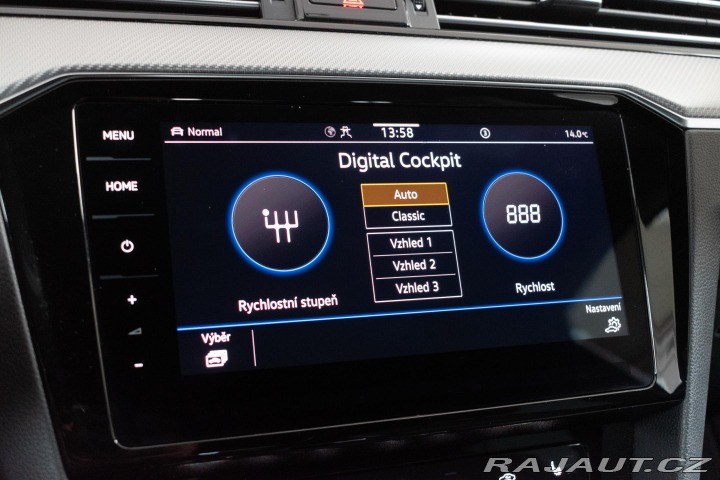 MENU
HOME
Normal
13:58
14.0°C
Digital Cockpit
Auto
Classic
Vzhled 1
Vzhled 2
Vzhled 3
888
Rychlostní stupeň
Rychlost
Výběr
Nastavení
RAJAUT.CZ